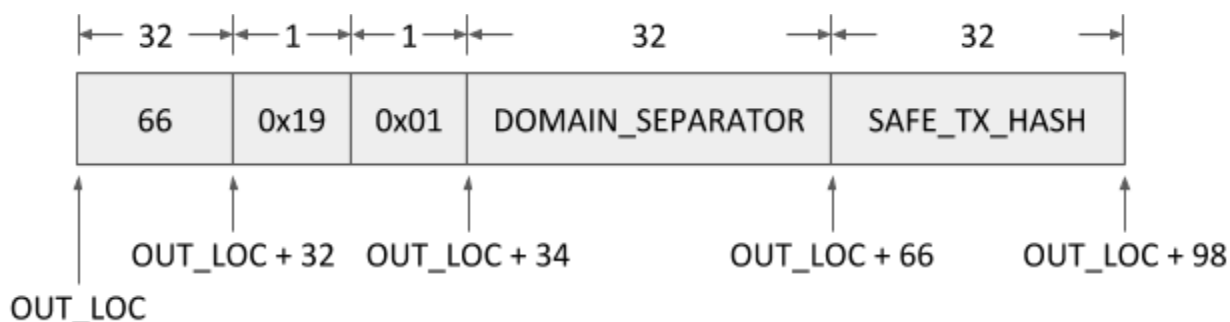 32 1 1 32 32
66 0x19 0x01 DOMAIN_SEPARATOR SAFE_TX_HASH
OUT_LOC + 32 OUT_LOC + 34 OUT_LOC + 66 OUT_LOC + 98
OUT_LOC